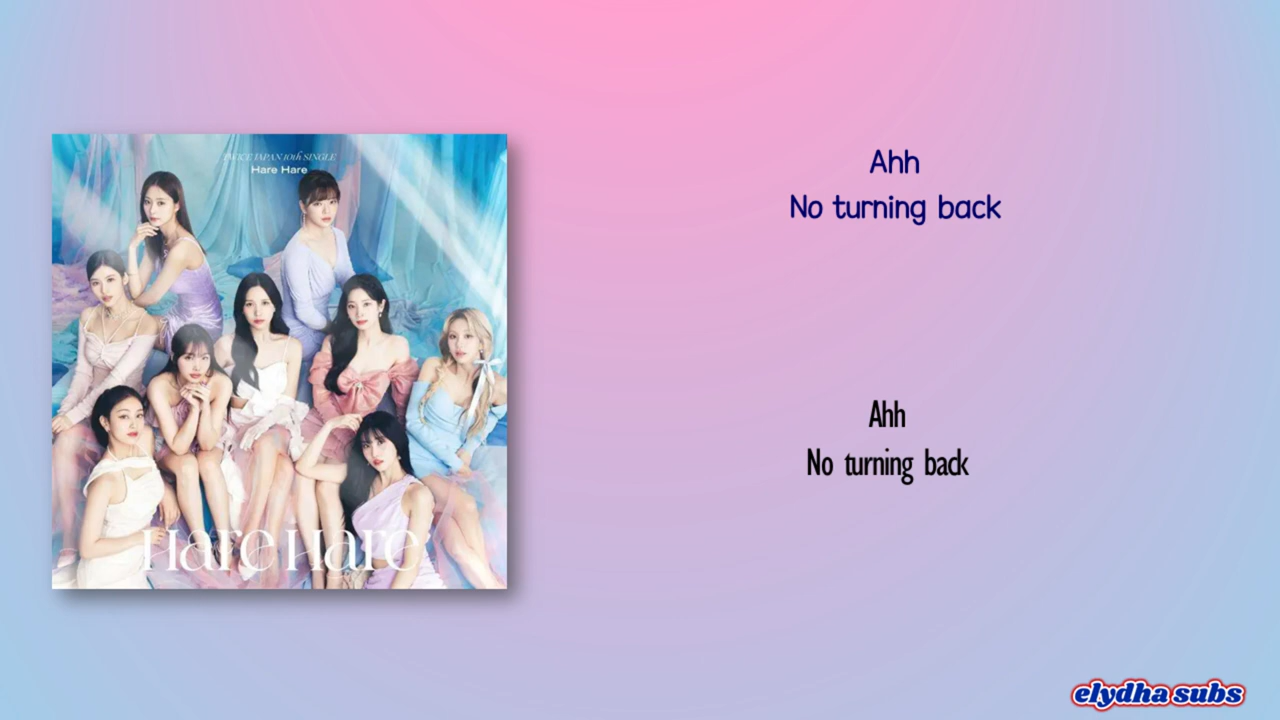 TWICE JAPAN 10th SINGLE
Hare Hare
Hare Hare
Ahh
No turning back
Ahh
No turning back
elydha subs